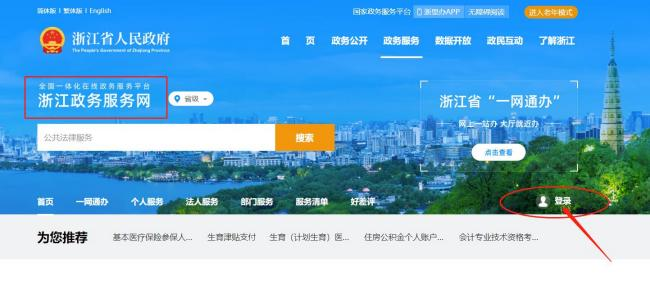 简体版 | 繁体版 | English
国家政务服务平台 浙里办APP 无障碍阅读 进入老年模式
浙江省人民政府
The People's Government of Zhejiang Province
首 页 政务公开 政务服务 数据开放 政民互动 了解浙江
全国一体化在线政务服务平台
浙江政务服务网
省级
浙江省“一网通办”
网上一站办 大厅就近办
公共法律服务 搜索
点击查看
首页 一网通办 个人服务 法人服务 部门服务 服务清单 好差评 登录
为您推荐 基本医疗保险参保人... 生育津贴支付 生育（计划生育）医... 住房公积金个人账户... 会计专业技术资格考...